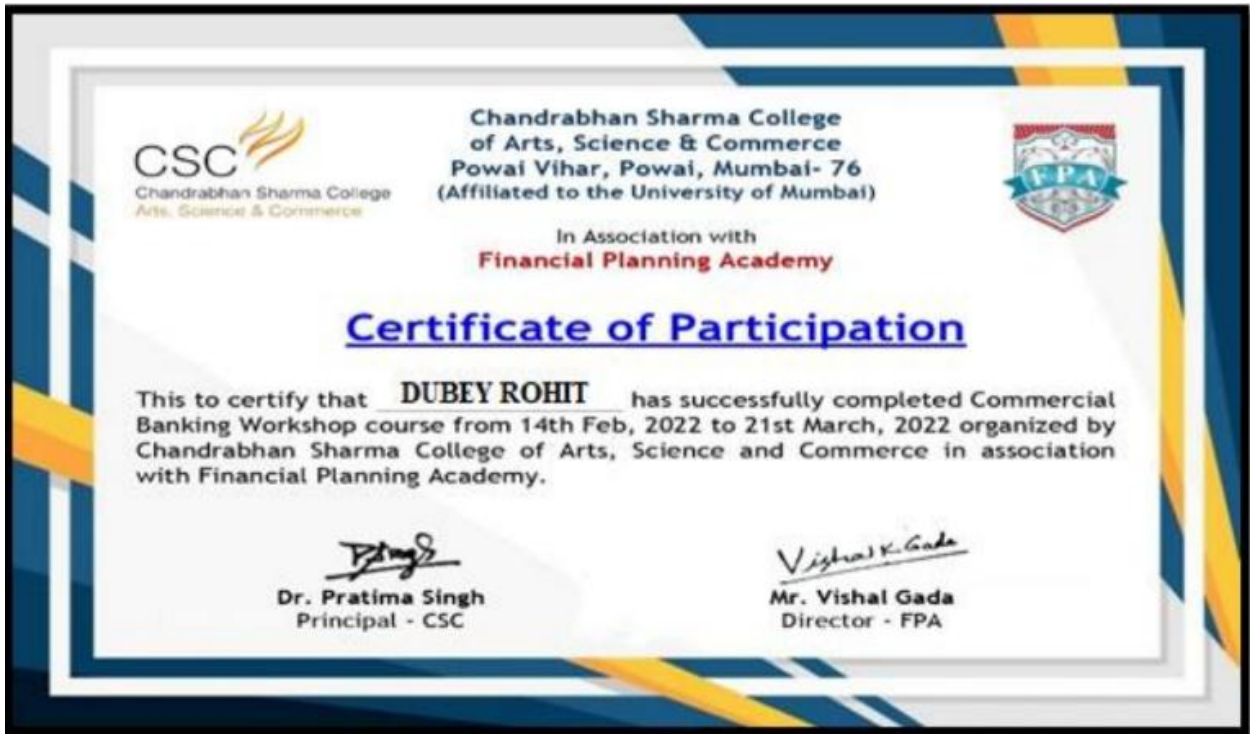 CSC
Chandrabhan Sharma College
Arts, Science & Commerce
Chandrabhan Sharma College
of Arts, Science & Commerce
Powai Vihar, Powai, Mumbai- 76
(Affiliated to the University of Mumbai)
FPA
In Association with
Financial Planning Academy
Certificate of Participation
This to certify that DUBEY ROHIT has successfully completed Commercial
Banking Workshop course from 14th Feb, 2022 to 21st March, 2022 organized by
Chandrabhan Sharma College of Arts, Science and Commerce in association
with Financial Planning Academy.
Vishal K. Gada
Dr. Pratima Singh
Principal - CSC
Mr. Vishal Gada
Director - FPA